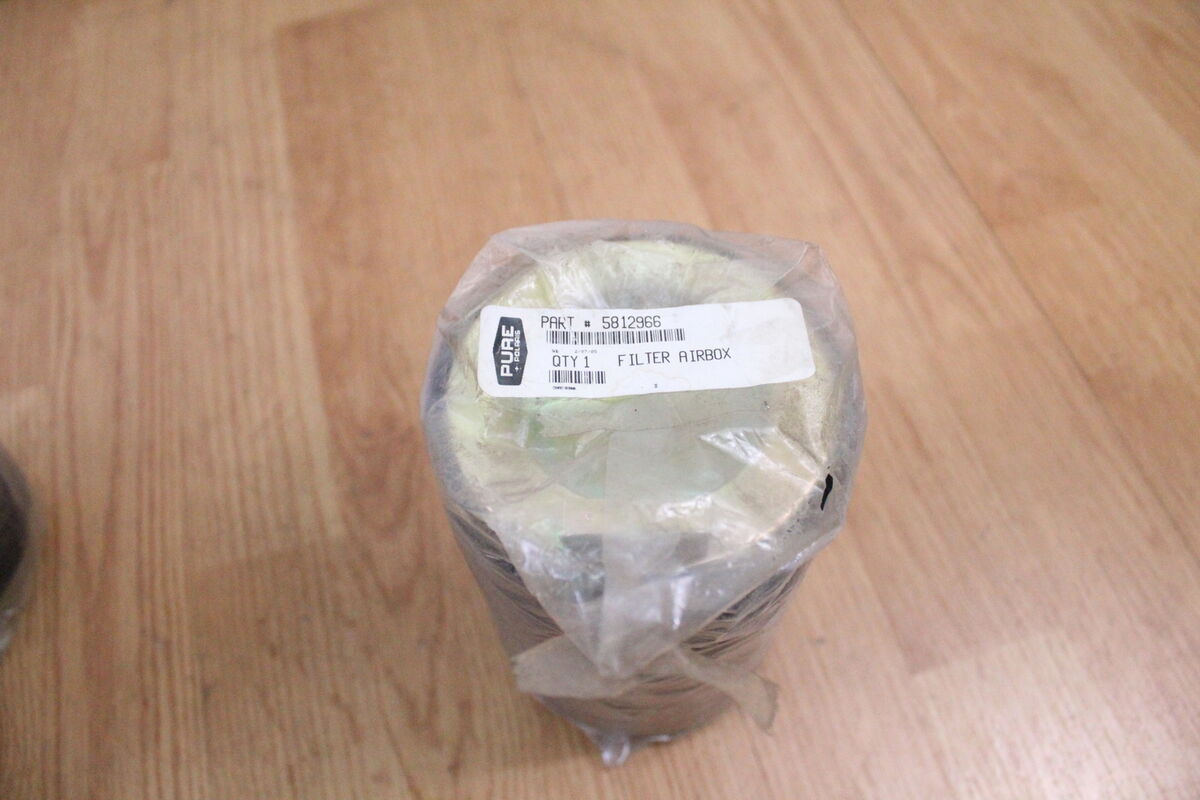 PURE
POLARIS
PART # 5812966
QTY 1 FILTER AIRBOX